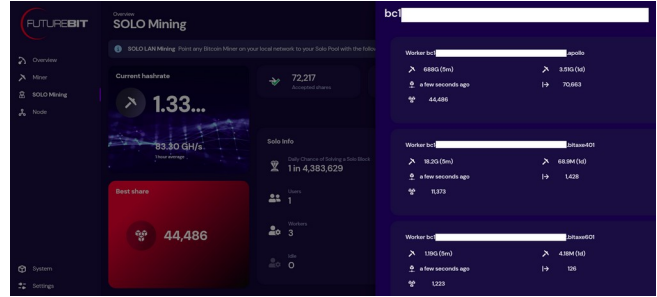 FUTUREBIT
Overview
SOLO Mining
Overview
Miner
SOLO Mining
Node
System
Settings
SOLO LAN Mining Point any Bitcoin Miner on your local network to your Solo Pool with the follow
Current hashrate
1.33...
83.30 GH/s
1 hour average
Best share
44,486
72,217
Accepted shares
Solo Info
Daily Chance of Solving a Solo Block
1 in 4,383,629
Users
1
Workers
3
Idle
0
bc1
Worker bc1 .apollo
688G (5m) 3.51G (1d)
a few seconds ago 70,663
44,486
Worker bc1 .bitaxe401
18.2G (5m) 68.9M (1d)
a few seconds ago 1,428
11,373
Worker bc1 .bitaxe601
1.19G (5m) 4.18M (1d)
a few seconds ago 126
1,223